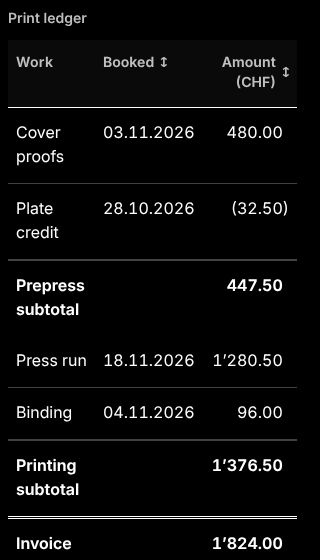 Print ledger
Work Booked ↕ Amount (CHF) ↕
Cover proofs 03.11.2026 480.00
Plate credit 28.10.2026 (32.50)
Prepress subtotal 447.50
Press run 18.11.2026 1’280.50
Binding 04.11.2026 96.00
Printing subtotal 1’376.50
Invoice 1’824.00